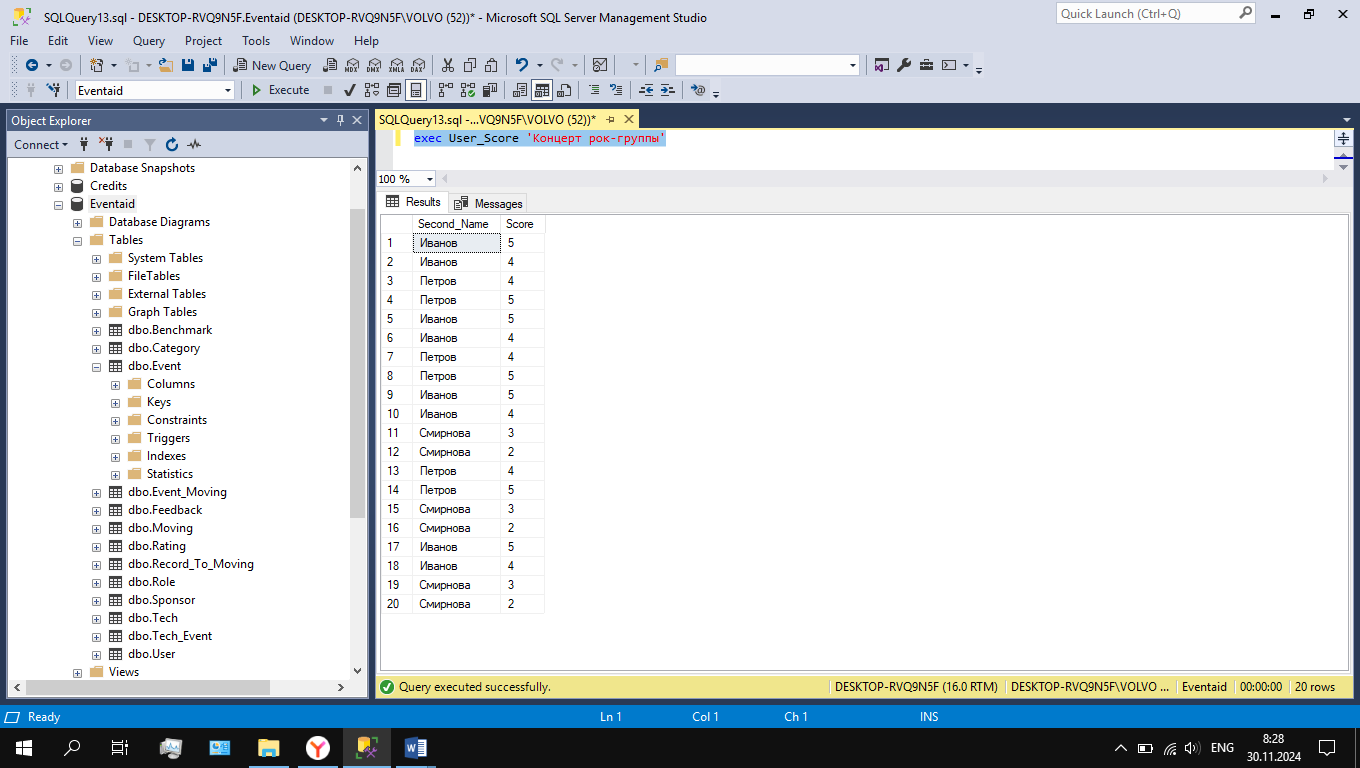 SQLQuery13.sql - DESKTOP-RVQ9N5F.Eventaid (DESKTOP-RVQ9N5F\VOLVO (52))* - Microsoft SQL Server Management Studio
Quick Launch (Ctrl+Q)
File Edit View Query Project Tools Window Help
New Query MDX DMX XMLA DAX
Eventaid Execute
Object Explorer
Connect
Database Snapshots
Credits
Eventaid
Database Diagrams
Tables
System Tables
FileTables
External Tables
Graph Tables
dbo.Benchmark
dbo.Category
dbo.Event
Columns
Keys
Constraints
Triggers
Indexes
Statistics
dbo.Event_Moving
dbo.Feedback
dbo.Moving
dbo.Rating
dbo.Record_To_Moving
dbo.Role
dbo.Sponsor
dbo.Tech
dbo.Tech_Event
dbo.User
Views
SQLQuery13.sql -...VQ9N5F\VOLVO (52))*
exec User_Score 'Концерт рок-группы'
100 %
Results Messages
Second_Name Score
1 Иванов 5
2 Иванов 4
3 Петров 4
4 Петров 5
5 Иванов 5
6 Иванов 4
7 Петров 4
8 Петров 5
9 Иванов 5
10 Иванов 4
11 Смирнова 3
12 Смирнова 2
13 Петров 4
14 Петров 5
15 Смирнова 3
16 Смирнова 2
17 Иванов 5
18 Иванов 4
19 Смирнова 3
20 Смирнова 2
Query executed successfully. DESKTOP-RVQ9N5F (16.0 RTM) DESKTOP-RVQ9N5F\VOLVO ... Eventaid 00:00:00 20 rows
Ready Ln 1 Col 1 Ch 1 INS
ENG
8:28
30.11.2024